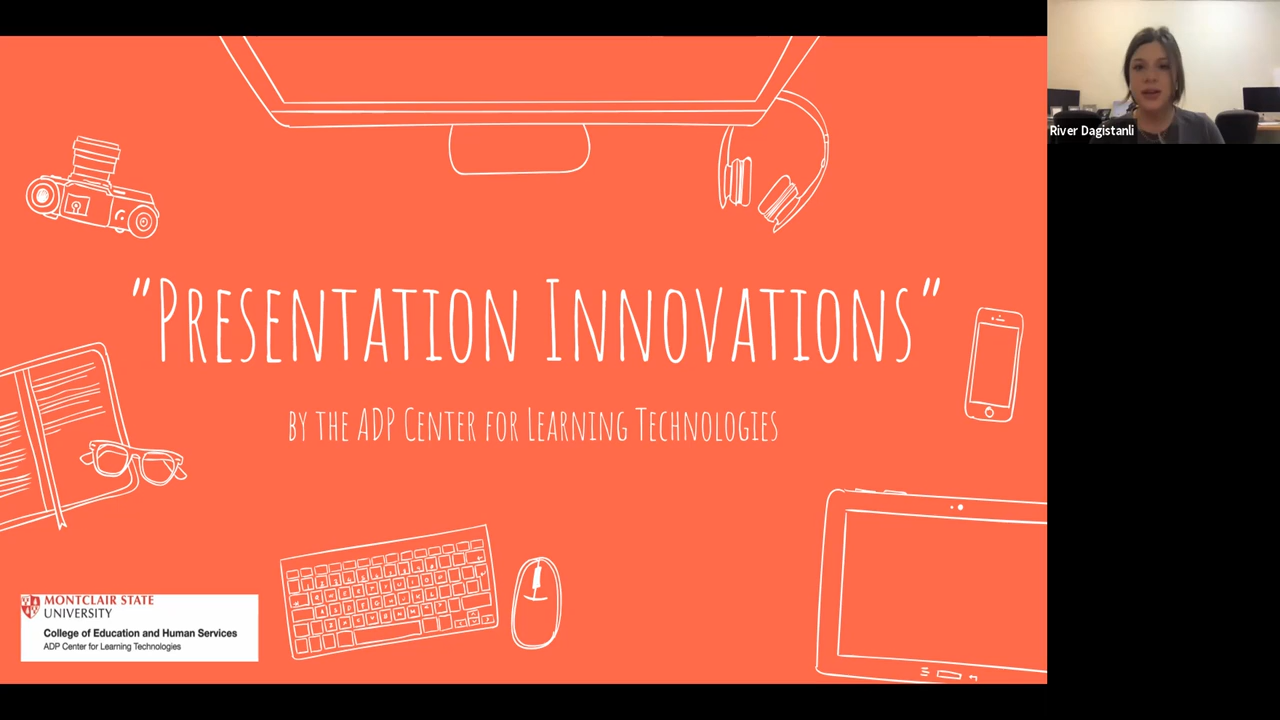 River Dagistanli
"Presentation Innovations"
by the ADP Center for Learning Technologies
MONTCLAIR STATE
UNIVERSITY
College of Education and Human Services
ADP Center for Learning Technologies